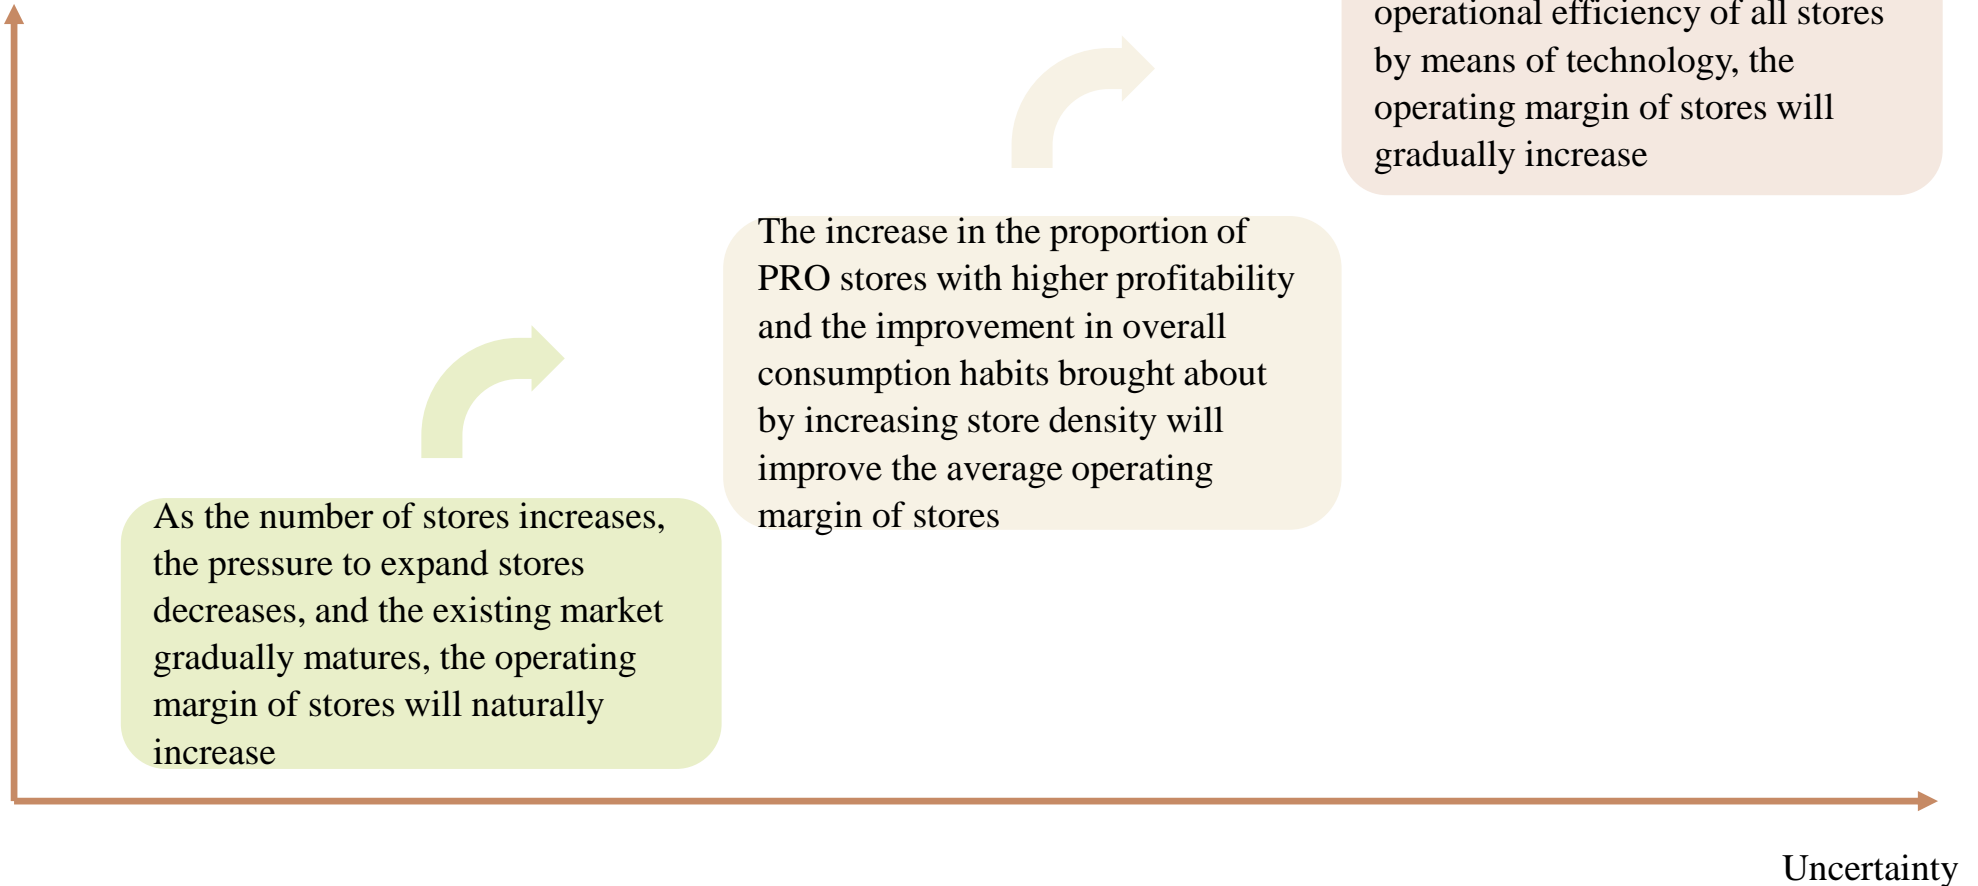 operational efficiency of all stores
by means of technology, the
operating margin of stores will
gradually increase
The increase in the proportion of
PRO stores with higher profitability
and the improvement in overall
consumption habits brought about
by increasing store density will
improve the average operating
margin of stores
As the number of stores increases,
the pressure to expand stores
decreases, and the existing market
gradually matures, the operating
margin of stores will naturally
increase
Uncertainty